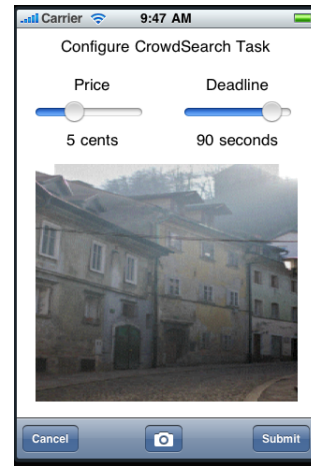 Carrier 9:47 AM
Configure CrowdSearch Task
Price Deadline
5 cents 90 seconds
Cancel Submit